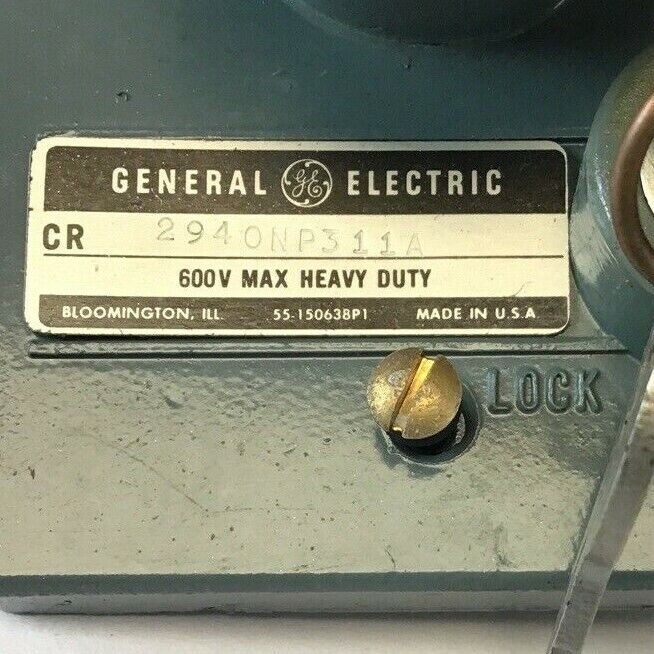 GENERAL GE ELECTRIC
CR 2940NP311A
600V MAX HEAVY DUTY
BLOOMINGTON, ILL. 55-150638P1 MADE IN U.S.A
LOCK